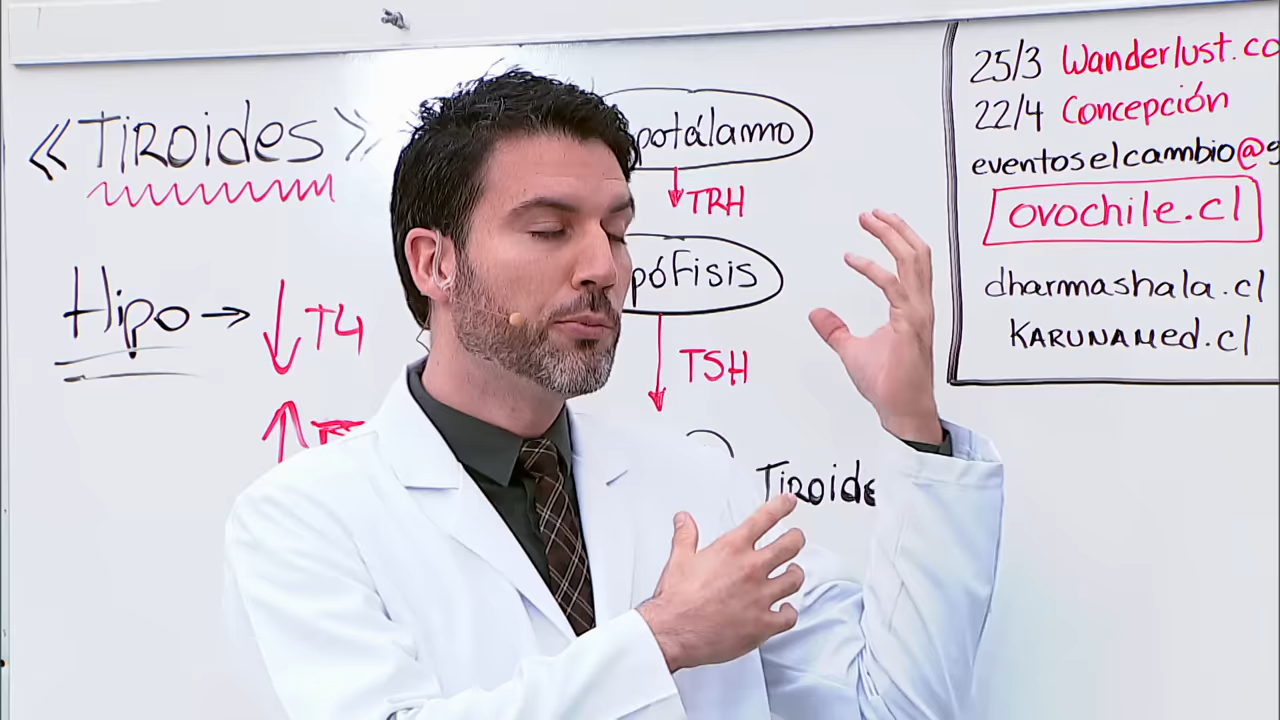 «Tiroides»
potálamo
TRH
pófisis
TSH
Tiroide
Hipo → ↓ T4
↑
25/3 Wanderlust.co
22/4 Concepción
eventoselcambio@g
ovochile.cl
dharmashala.cl
KARUNAMED.cl